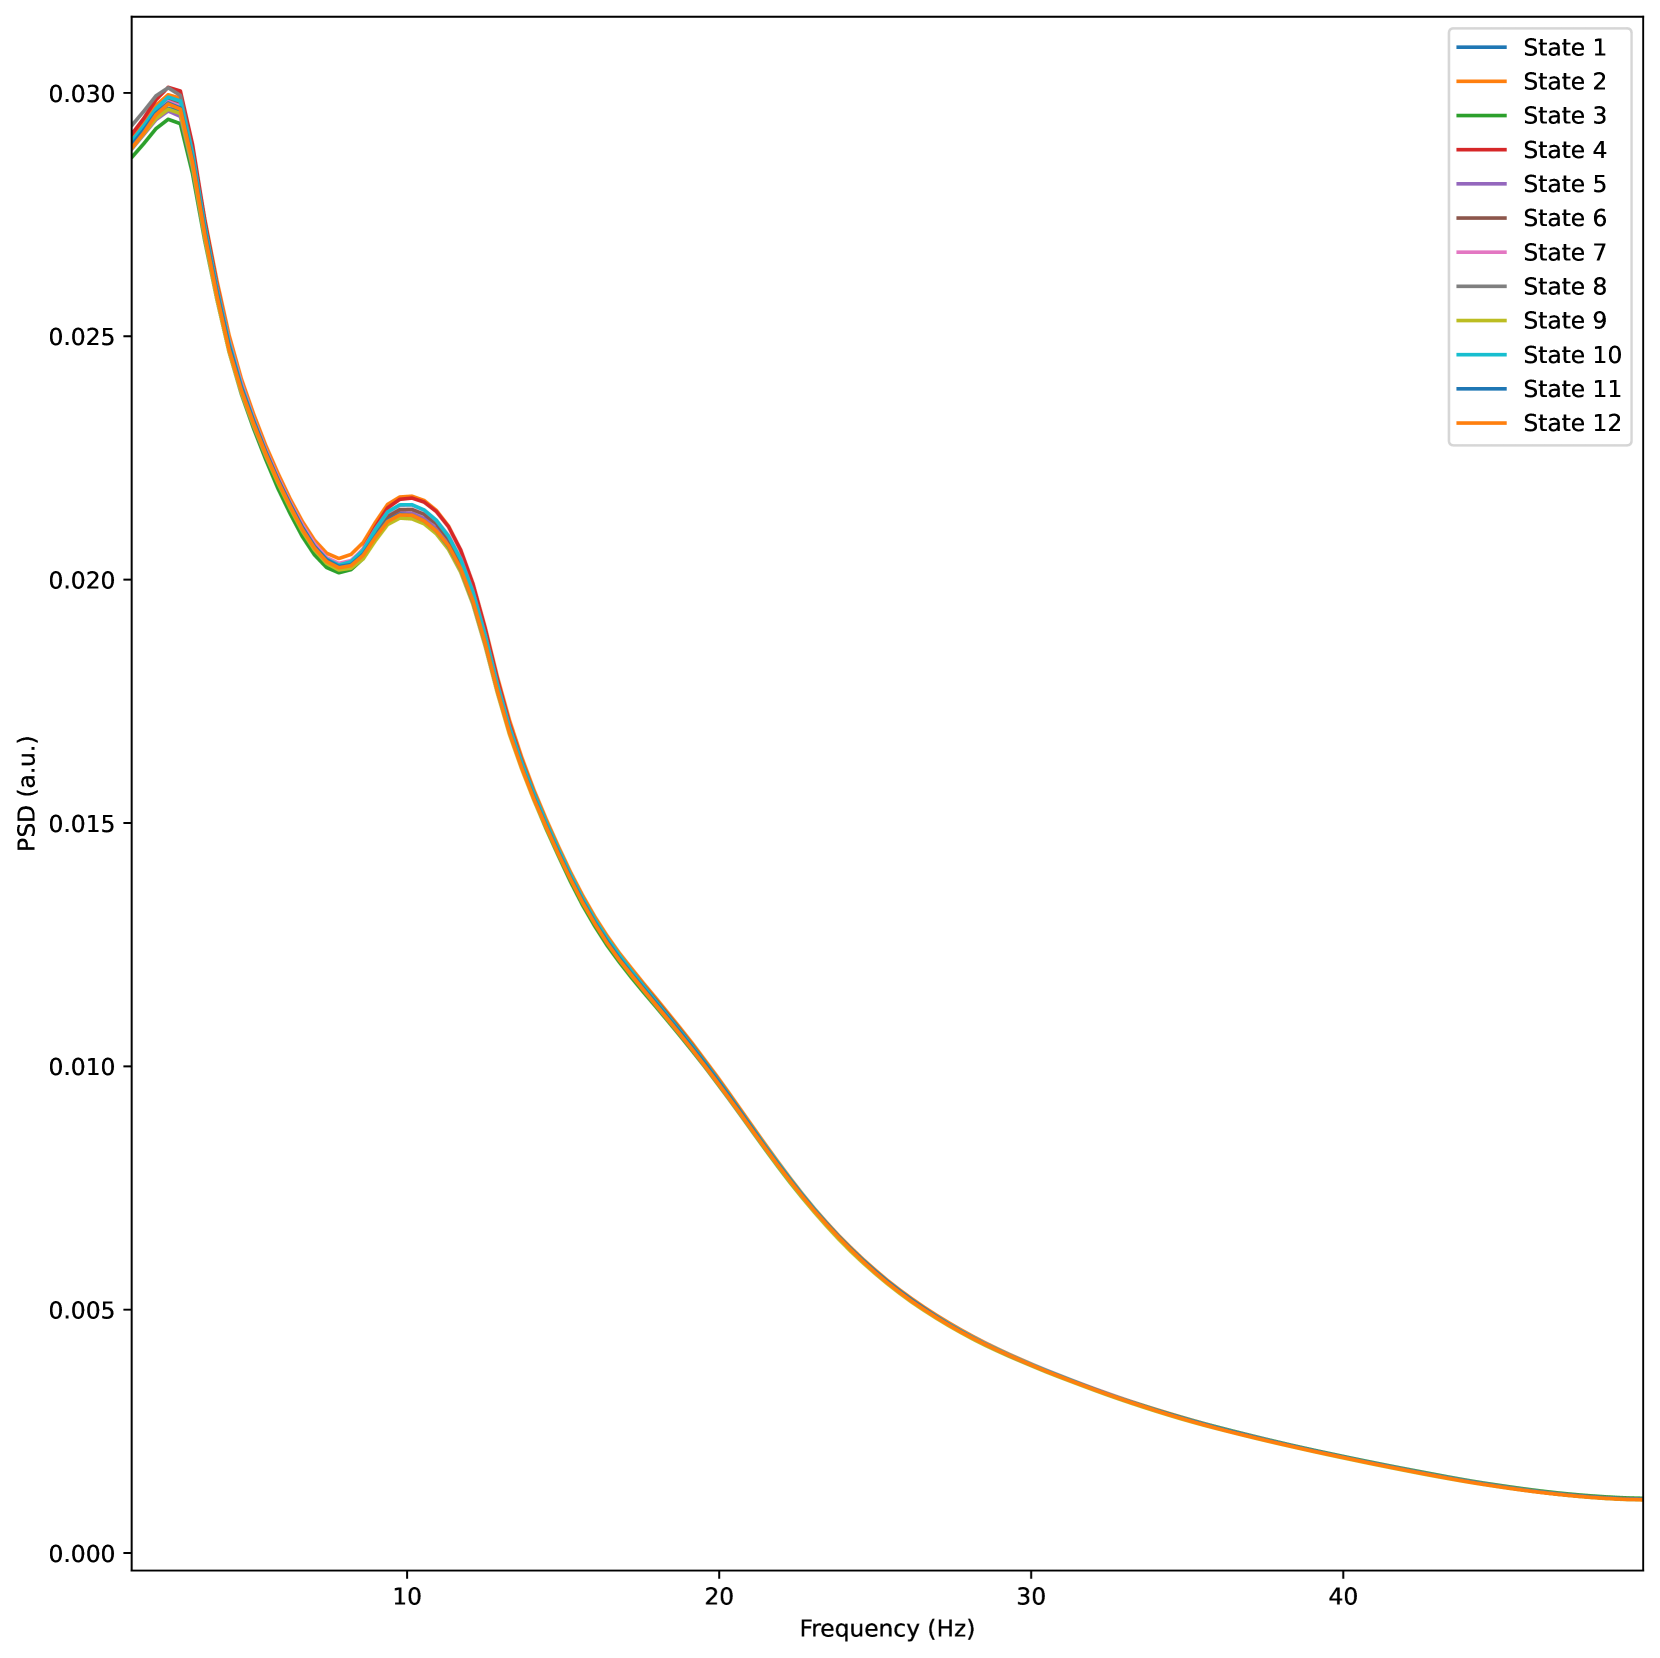 State 1
State 2
State 3
State 4
State 5
State 6
State 7
State 8
State 9
State 10
State 11
State 12
0.030
0.025
0.020
0.015
0.010
0.005
0.000
PSD (a.u.)
10 20 30 40
Frequency (Hz)